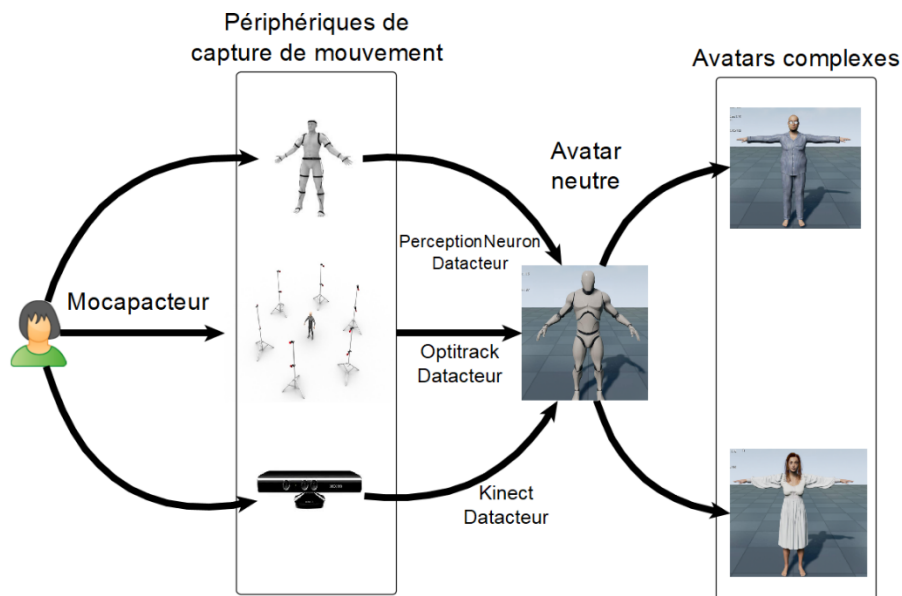 Périphériques de
capture de mouvement
Avatars complexes
Avatar
neutre
PerceptionNeuron
Datacteur
Mocapacteur
Optitrack
Datacteur
Kinect
Datacteur